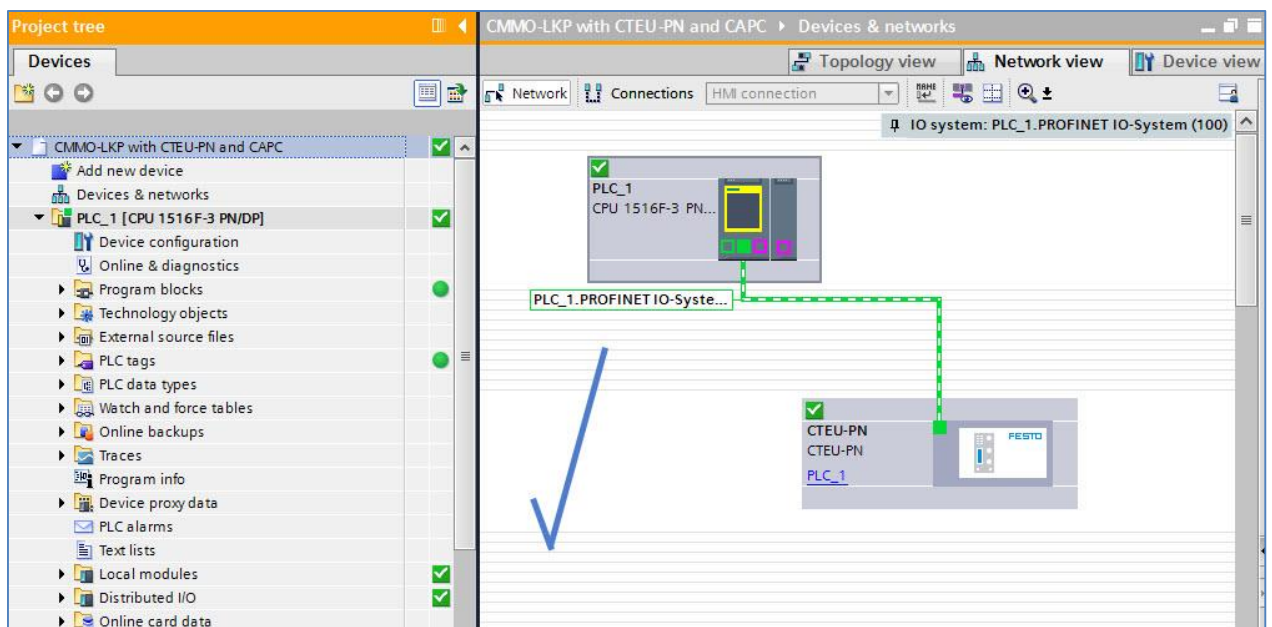 Project tree
Devices
CMMO-LKP with CTEU-PN and CAPC
Add new device
Devices & networks
PLC_1 [CPU 1516F-3 PN/DP]
Device configuration
Online & diagnostics
Program blocks
Technology objects
External source files
PLC tags
PLC data types
Watch and force tables
Online backups
Traces
Program info
Device proxy data
PLC alarms
Text lists
Local modules
Distributed I/O
Online card data
CMMO-LKP with CTEU-PN and CAPC ▸ Devices & networks
Topology view Network view Device view
Network Connections HMI connection
IO system: PLC_1.PROFINET IO-System (100)
PLC_1
CPU 1516F-3 PN...
PLC_1.PROFINET IO-Syste...
CTEU-PN
CTEU-PN
PLC_1
FESTO